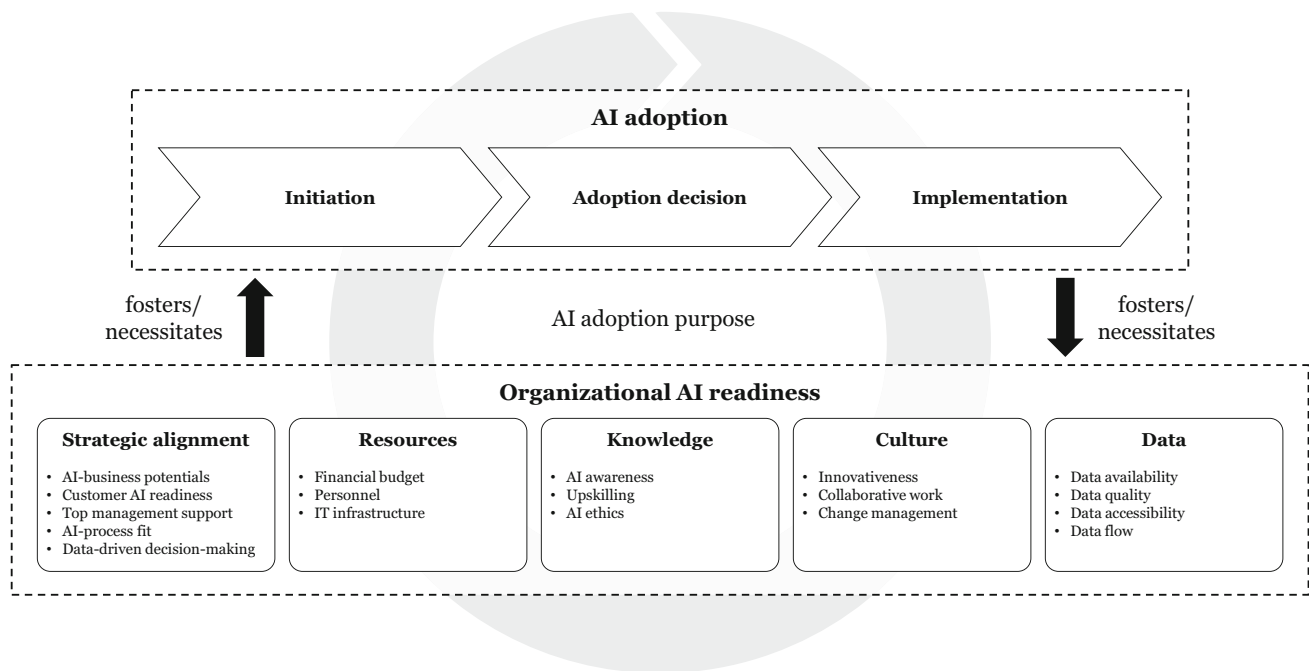 AI adoption
Initiation
Adoption decision
Implementation
fosters/
necessitates
AI adoption purpose
fosters/
necessitates
Organizational AI readiness
Strategic alignment
• AI-business potentials
• Customer AI readiness
• Top management support
• AI-process fit
• Data-driven decision-making
Resources
• Financial budget
• Personnel
• IT infrastructure
Knowledge
• AI awareness
• Upskilling
• AI ethics
Culture
• Innovativeness
• Collaborative work
• Change management
Data
• Data availability
• Data quality
• Data accessibility
• Data flow